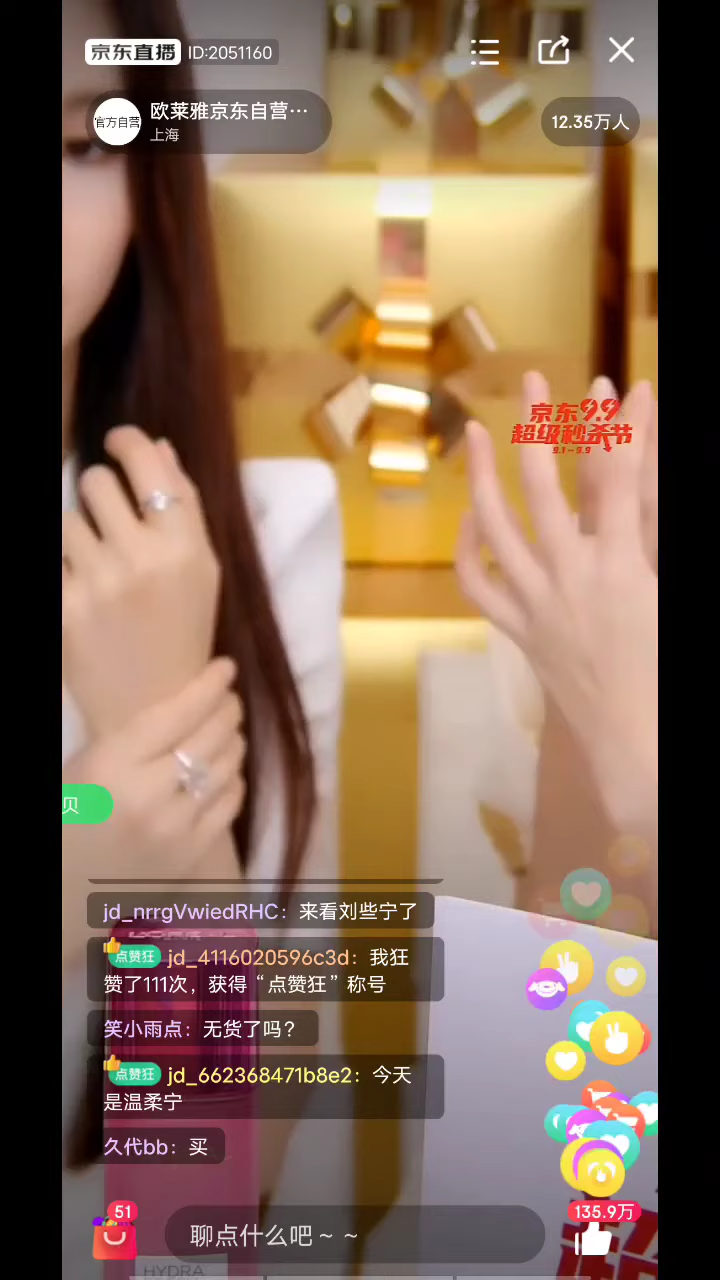 京东直播 ID:2051160
官方自营
欧莱雅京东自营…
上海
12.35万人
京东9.9
超级秒杀节
9.1-9.9
贝
jd_nrrgVwiedRHC：来看刘些宁了
点赞狂 jd_4116020596c3d：我狂
赞了111次，获得“点赞狂”称号
笑小雨点：无货了吗？
点赞狂 jd_662368471b8e2：今天
是温柔宁
久代bb：买
51
聊点什么吧～～
135.9万
HYDRA